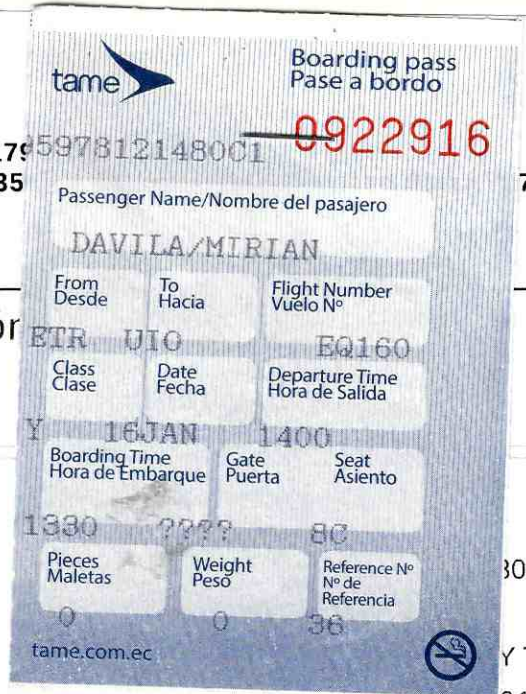 tame
Boarding pass
Pase a bordo
0922916
5978121480C1
Passenger Name/Nombre del pasajero
DAVILA/MIRIAN
From To Flight Number
Desde Hacia Vuelo Nº
ETR UIO EQ160
Class Date Departure Time
Clase Fecha Hora de Salida
Y 16JAN 1400
Boarding Time Gate Seat
Hora de Embarque Puerta Asiento
1330 ???? 8C
Pieces Weight Reference Nº
Maletas Peso Nº de
Referencia
0 0 36
tame.com.ec